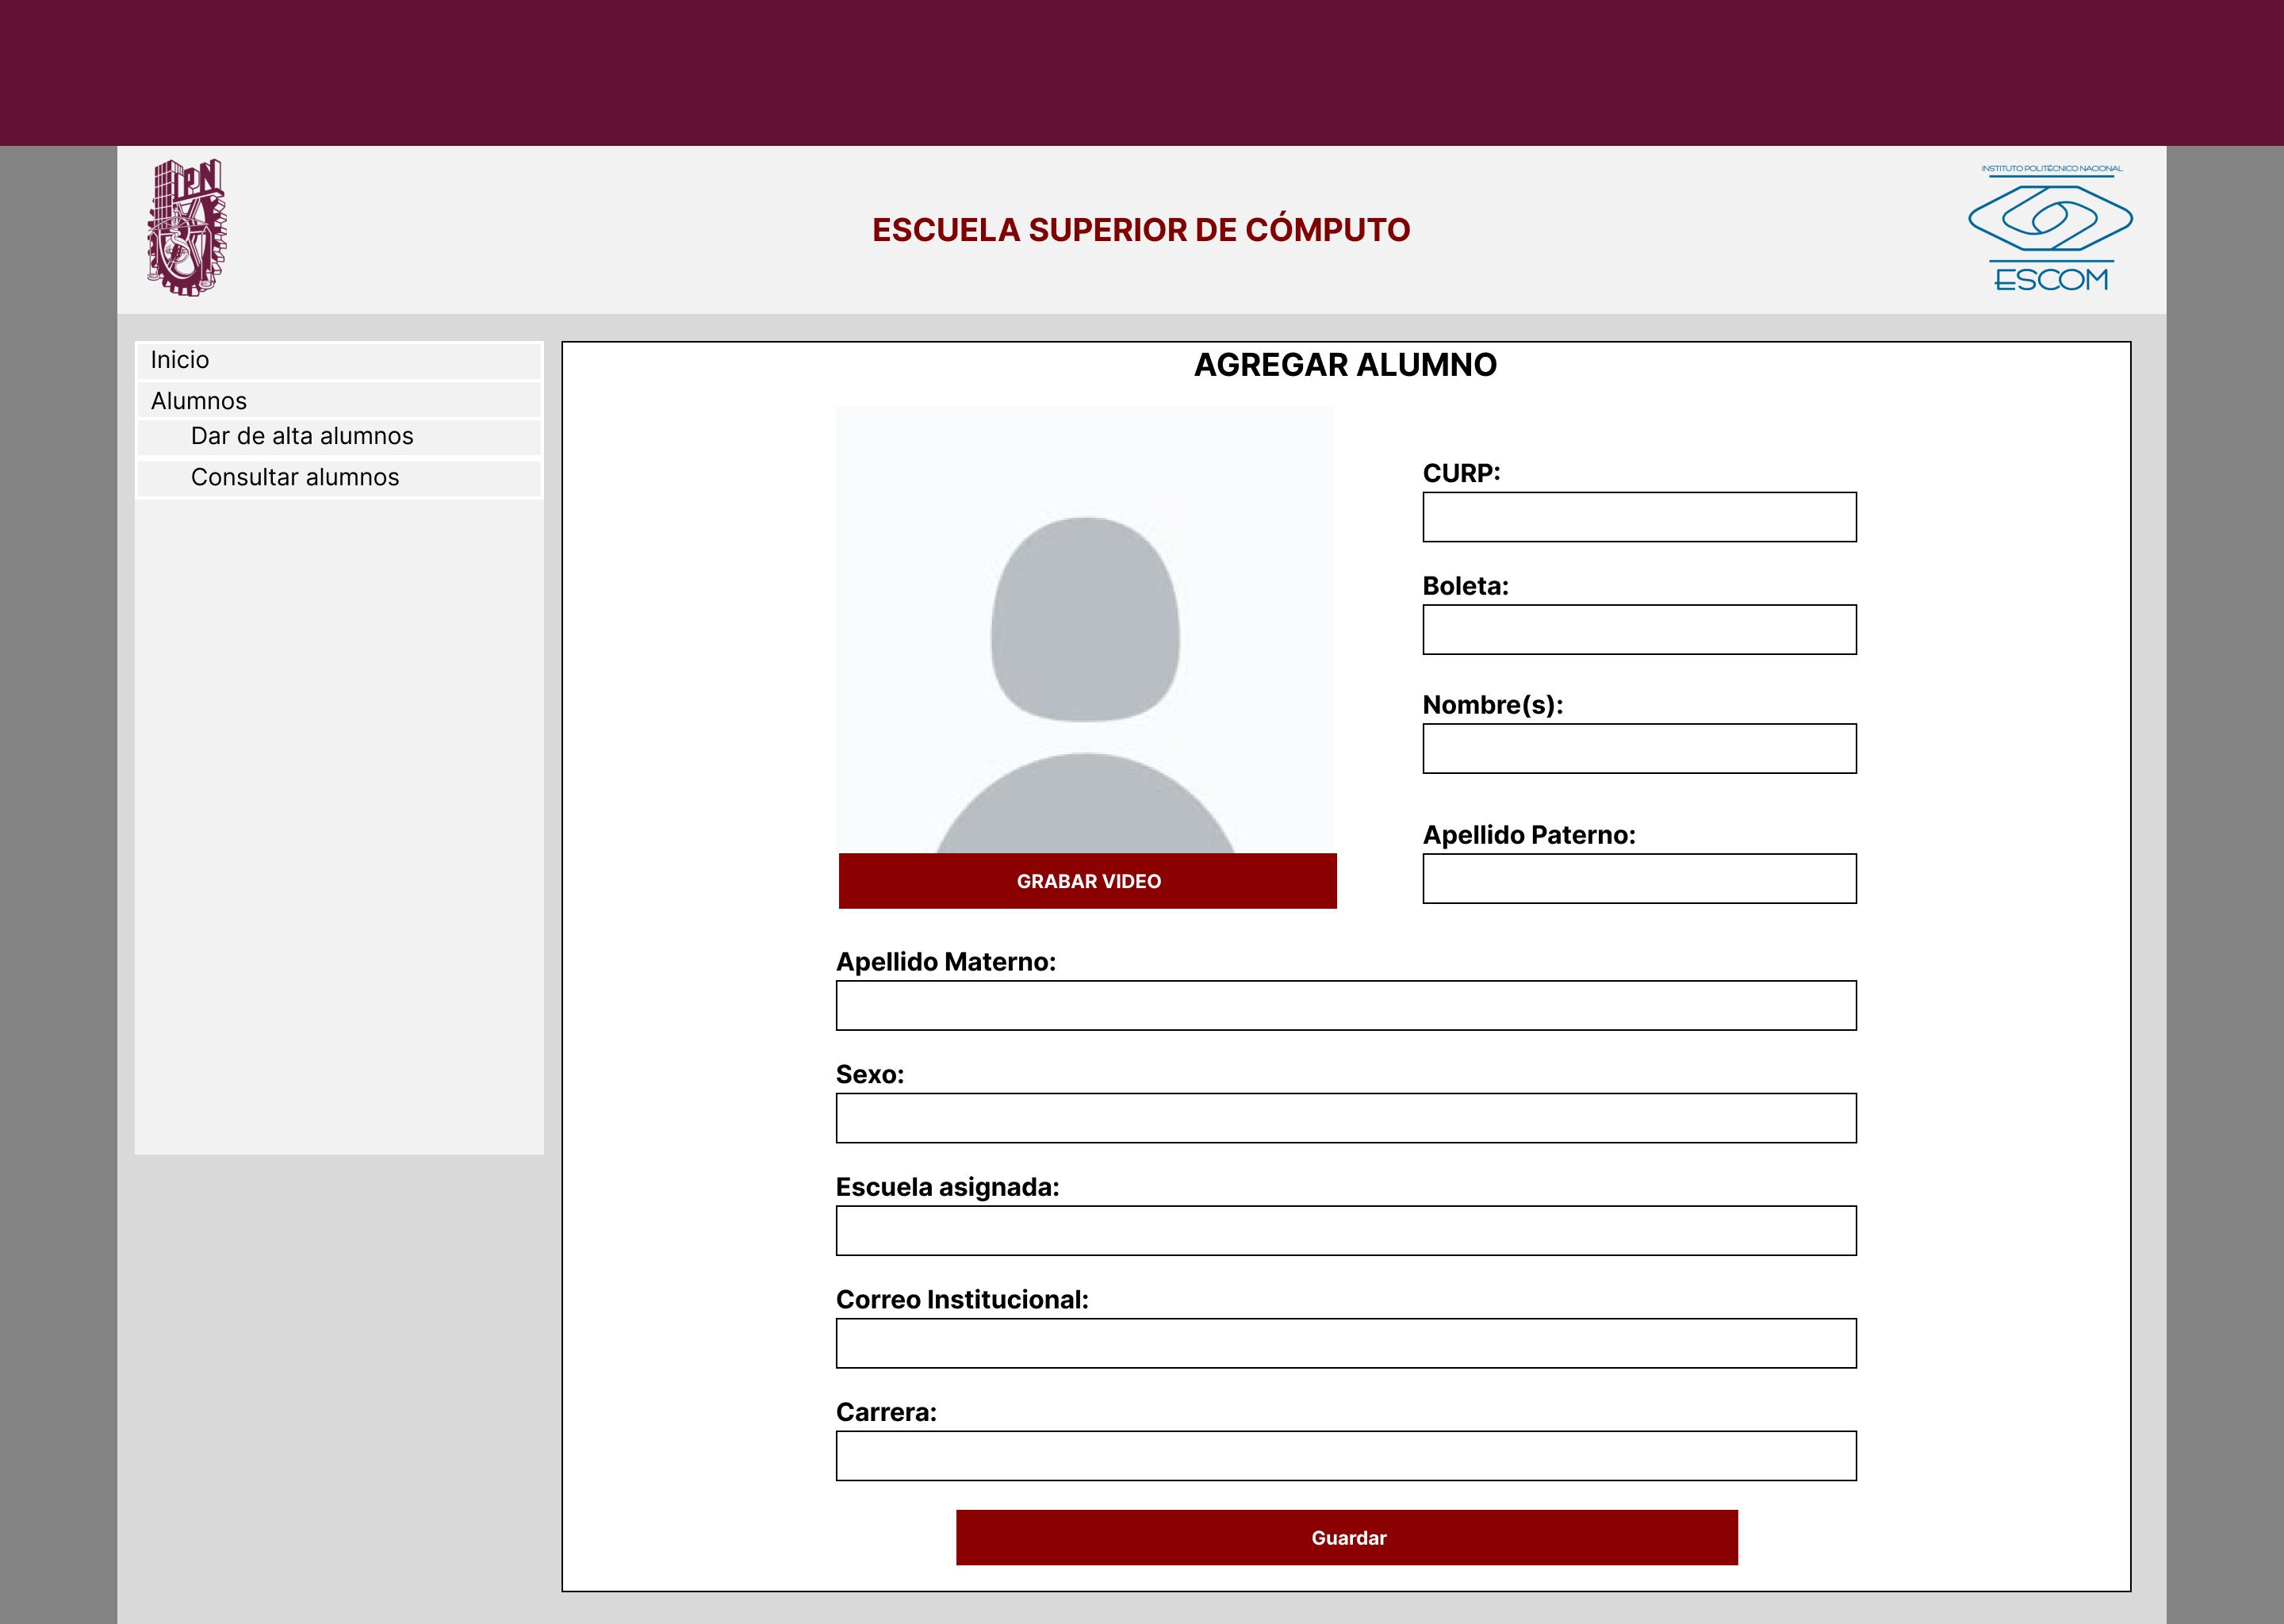 IPN
INSTITUTO POLITÉCNICO NACIONAL
ESCUELA SUPERIOR DE CÓMPUTO
ESCOM
Inicio
Alumnos
Dar de alta alumnos
Consultar alumnos
AGREGAR ALUMNO
CURP:
Boleta:
Nombre(s):
Apellido Paterno:
GRABAR VIDEO
Apellido Materno:
Sexo:
Escuela asignada:
Correo Institucional:
Carrera:
Guardar